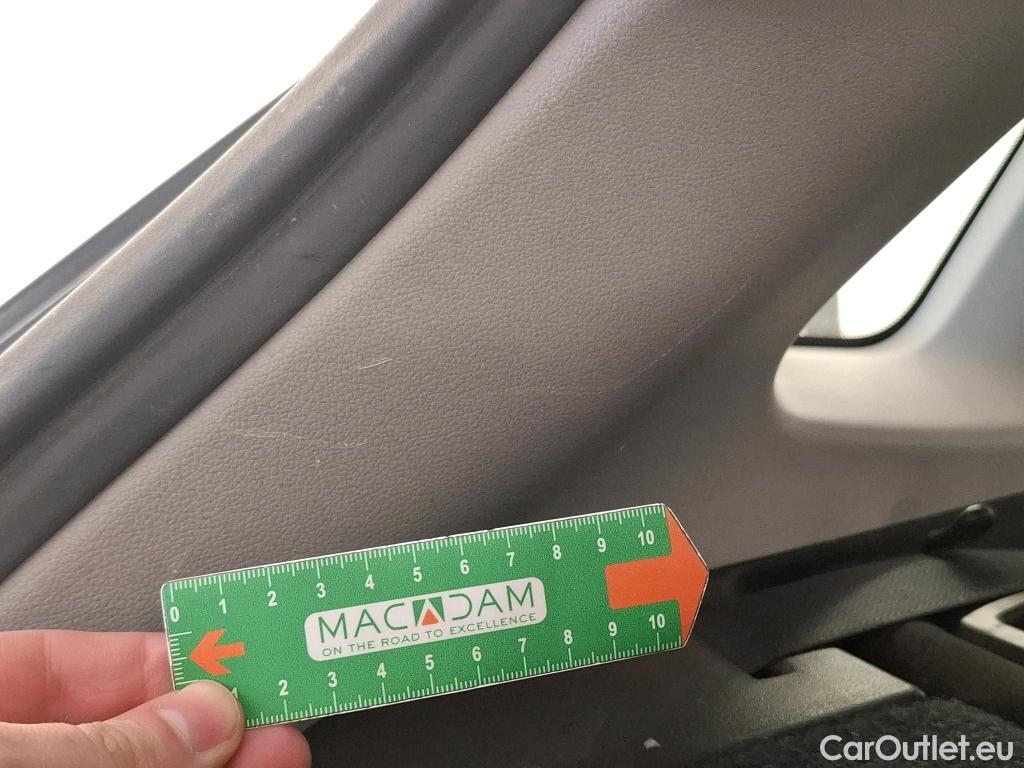 0 1 2 3 4 5 6 7 8 9 10
MACADAM
ON THE ROAD TO EXCELLENCE
1 2 3 4 5 6 7 8 9 10
CarOutlet.eu